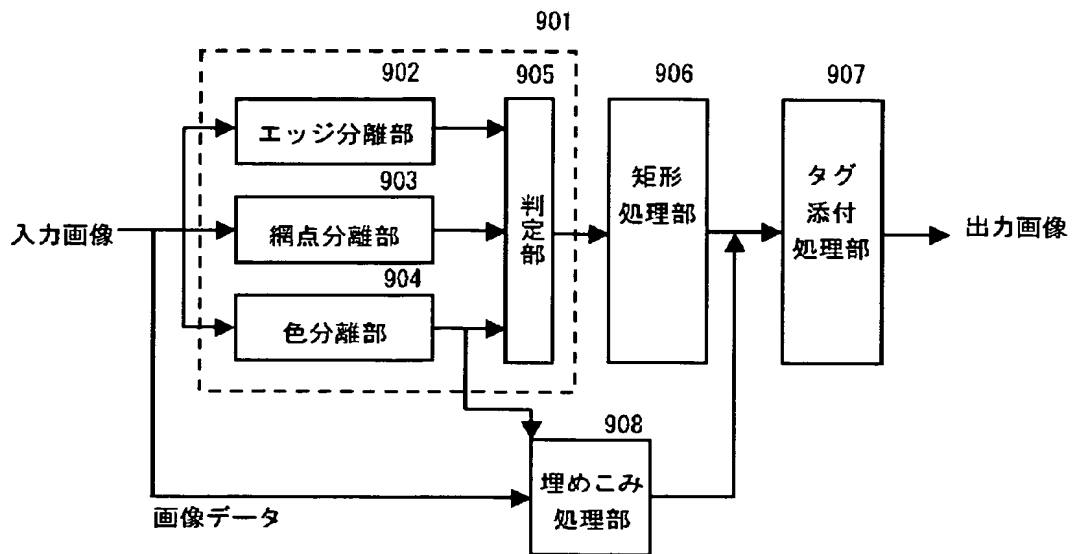 901
902
905
906
907
エッジ分離部
903
網点分離部
904
色分離部
判定部
矩形
処理部
タグ
添付
処理部
入力画像
出力画像
908
埋めこみ
処理部
画像データ